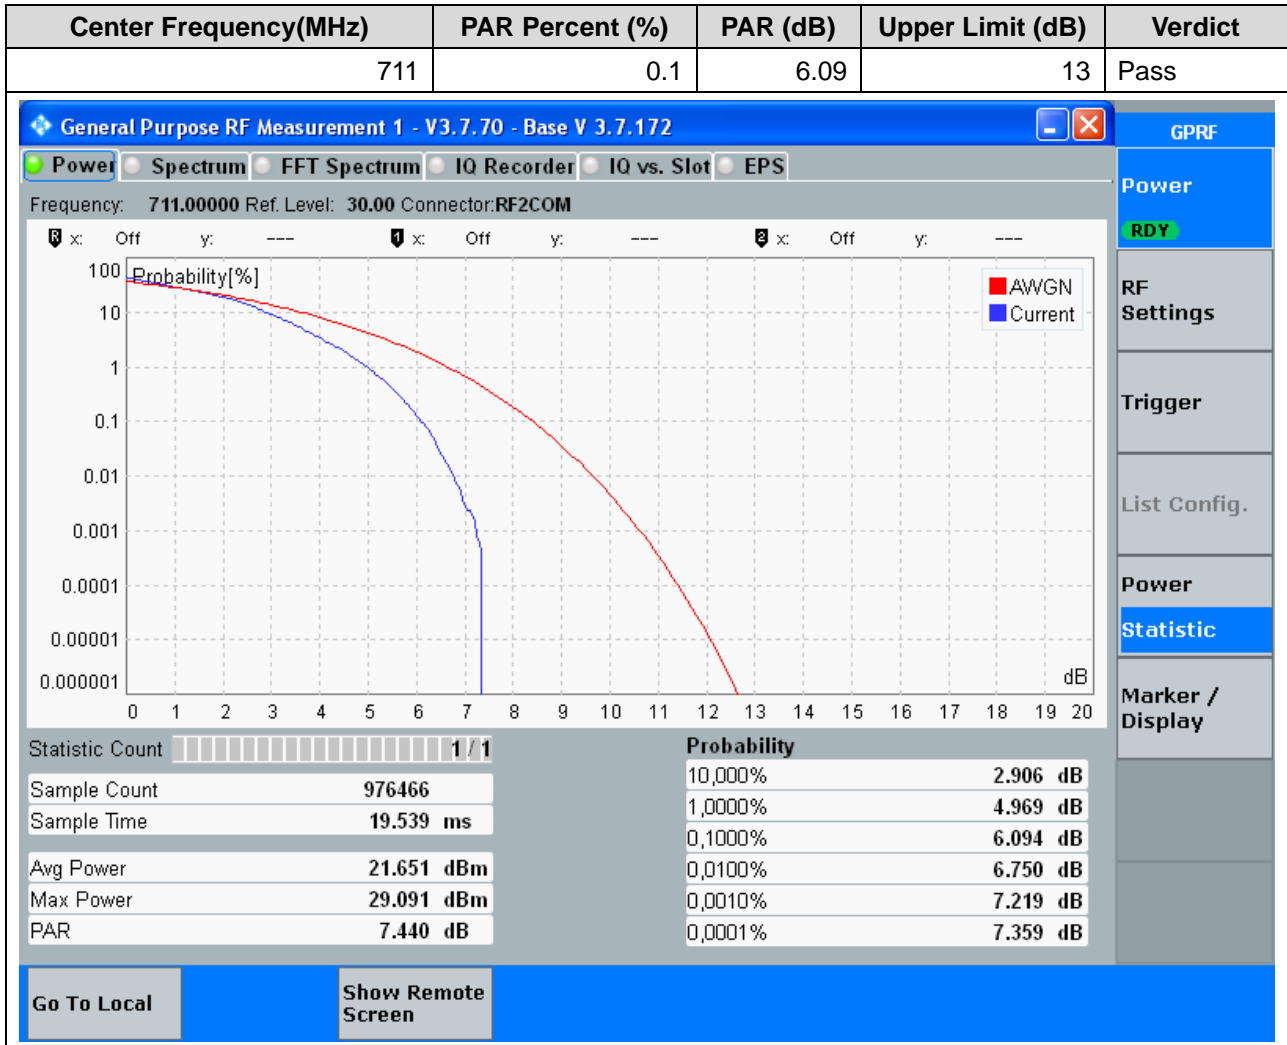 Center Frequency(MHz) PAR Percent (%) PAR (dB) Upper Limit (dB) Verdict
711 0.1 6.09 13 Pass
General Purpose RF Measurement 1 - V3.7.70 - Base V 3.7.172
GPRF
Power Spectrum FFT Spectrum IQ Recorder IQ vs. Slot EPS
Power
RDY
Frequency: 711.00000 Ref. Level: 30.00 Connector:RF2COM
R x: Off y: --- 1 x: Off y: --- 2 x: Off y: ---
Probability[%]
100
10
1
0.1
0.01
0.001
0.0001
0.00001
0.000001
AWGN
Current
dB
0 1 2 3 4 5 6 7 8 9 10 11 12 13 14 15 16 17 18 19 20
RF
Settings
Trigger
List Config.
Power
Statistic
Marker /
Display
Statistic Count 1 / 1
Sample Count 976466
Sample Time 19.539 ms
Avg Power 21.651 dBm
Max Power 29.091 dBm
PAR 7.440 dB
Probability
10,000% 2.906 dB
1,0000% 4.969 dB
0,1000% 6.094 dB
0,0100% 6.750 dB
0,0010% 7.219 dB
0,0001% 7.359 dB
Go To Local
Show Remote
Screen